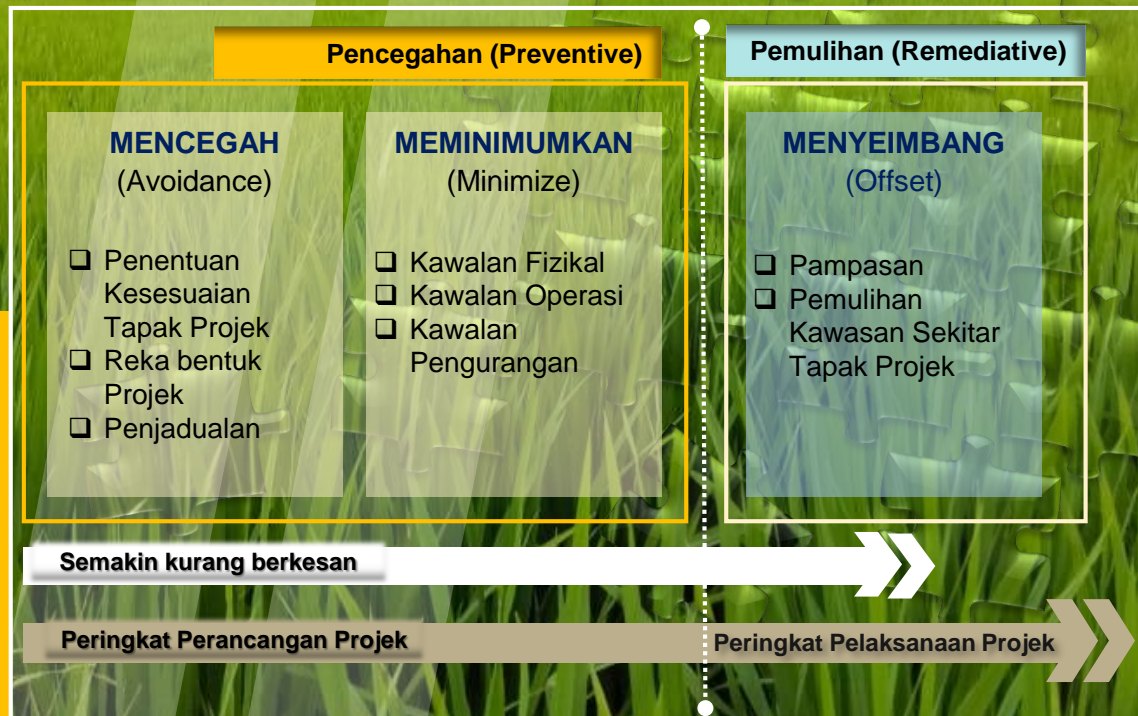 Pencegahan (Preventive)
Pemulihan (Remediative)
MENCEGAH
(Avoidance)
❑ Penentuan
Kesesuaian
Tapak Projek
❑ Reka bentuk
Projek
❑ Penjadualan
MEMINIMUMKAN
(Minimize)
❑ Kawalan Fizikal
❑ Kawalan Operasi
❑ Kawalan
Pengurangan
MENYEIMBANG
(Offset)
❑ Pampasan
❑ Pemulihan
Kawasan Sekitar
Tapak Projek
Semakin kurang berkesan
Peringkat Perancangan Projek
Peringkat Pelaksanaan Projek